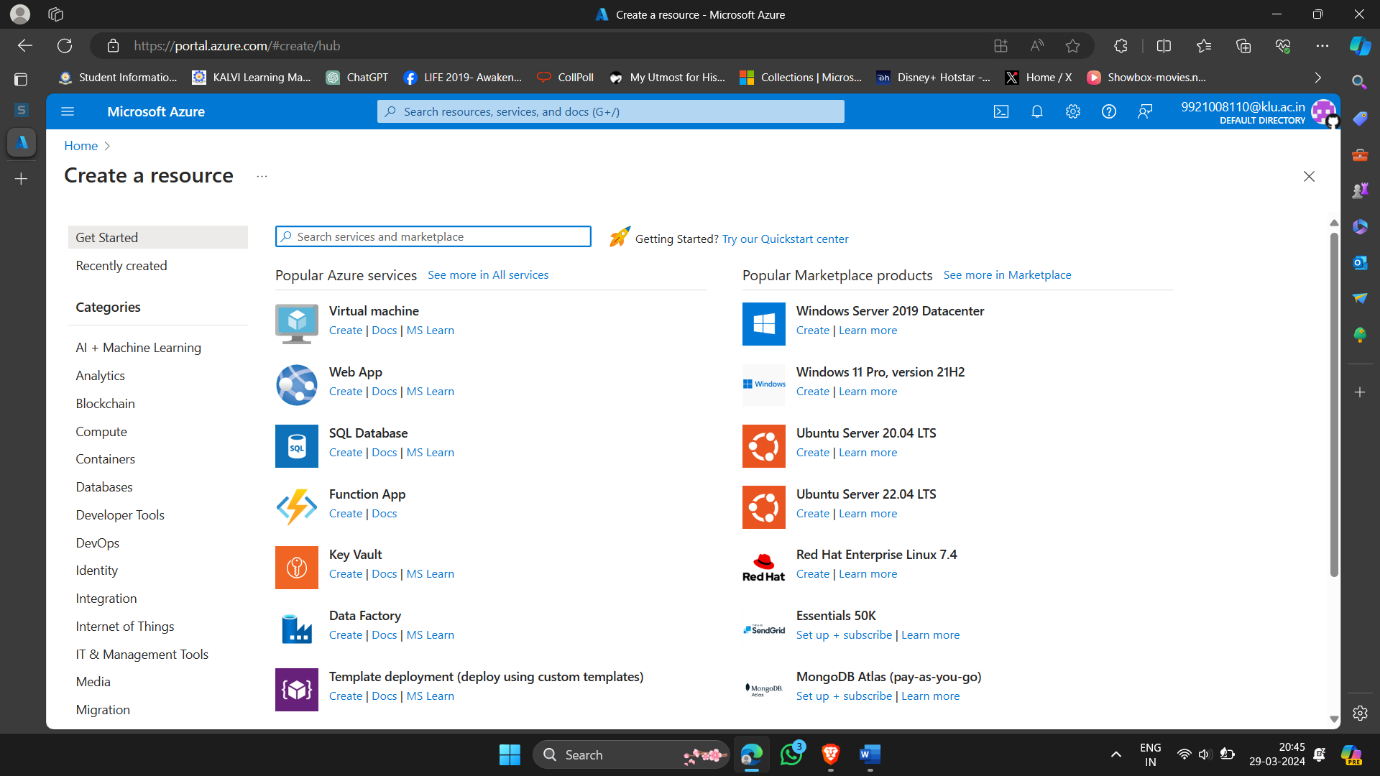 Create a resource - Microsoft Azure
https://portal.azure.com/#create/hub
Student Informatio...
KALVI Learning Ma...
ChatGPT
LIFE 2019- Awaken...
CollPoll
My Utmost for His...
Collections | Micros...
Disney+ Hotstar -...
Home / X
Showbox-movies.n...
Microsoft Azure
Search resources, services, and docs (G+/)
9921008110@klu.ac.in
DEFAULT DIRECTORY
Home
Create a resource
...
Get Started
Recently created
Categories
AI + Machine Learning
Analytics
Blockchain
Compute
Containers
Databases
Developer Tools
DevOps
Identity
Integration
Internet of Things
IT & Management Tools
Media
Migration
Search services and marketplace
Getting Started? Try our Quickstart center
Popular Azure services See more in All services
Virtual machine
Create | Docs | MS Learn
Web App
Create | Docs | MS Learn
SQL
SQL Database
Create | Docs | MS Learn
Function App
Create | Docs
Key Vault
Create | Docs | MS Learn
Data Factory
Create | Docs | MS Learn
Template deployment (deploy using custom templates)
Create | Docs | MS Learn
Popular Marketplace products See more in Marketplace
Windows Server 2019 Datacenter
Create | Learn more
Windows
Windows 11 Pro, version 21H2
Create | Learn more
Ubuntu Server 20.04 LTS
Create | Learn more
Ubuntu Server 22.04 LTS
Create | Learn more
Red Hat
Red Hat Enterprise Linux 7.4
Create | Learn more
SendGrid
Essentials 50K
Set up + subscribe | Learn more
MongoDB.
Atlas
MongoDB Atlas (pay-as-you-go)
Set up + subscribe | Learn more
Search
3
ENG
IN
20:45
29-03-2024
PRE